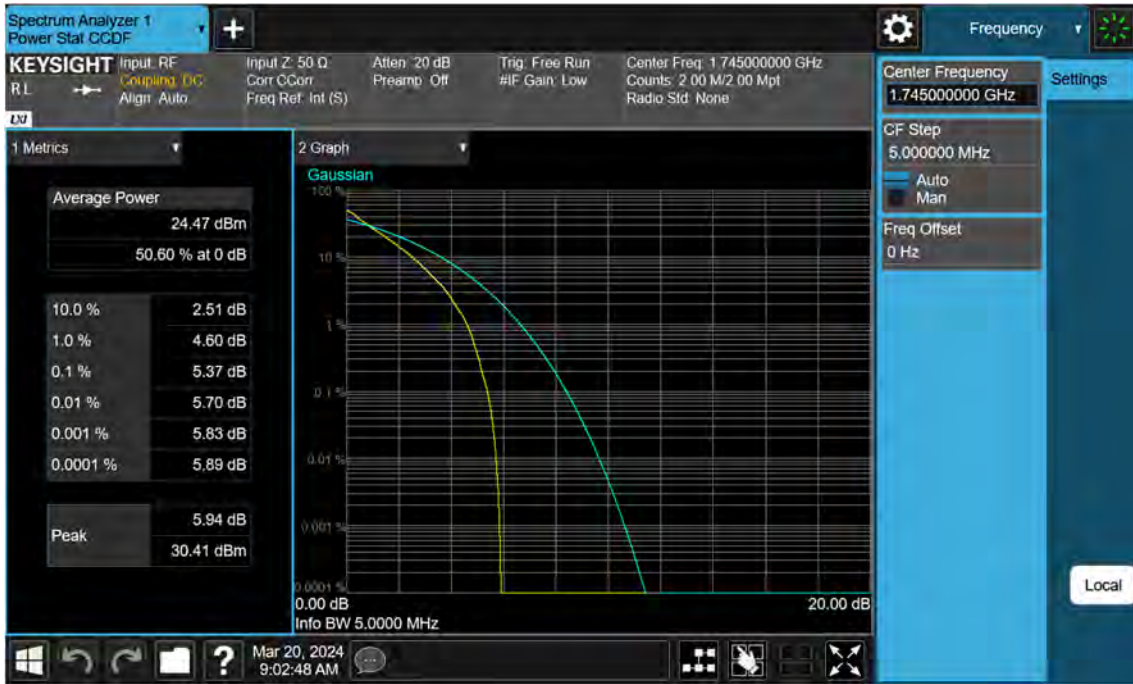 Spectrum Analyzer 1
Power Stat CCDF
+
Frequency
KEYSIGHT
RL
LXI
Input: RF
Coupling: DC
Align: Auto
Input Z: 50 Ω
Corr CCorr
Freq Ref: Int (S)
Atten: 20 dB
Preamp: Off
Trig: Free Run
#IF Gain: Low
Center Freq: 1.745000000 GHz
Counts: 2.00 M/2.00 Mpt
Radio Std: None
Center Frequency
1.745000000 GHz
Settings
CF Step
5.000000 MHz
Auto
Man
Freq Offset
0 Hz
1 Metrics
Average Power
24.47 dBm
50.60 % at 0 dB
10.0 % 2.51 dB
1.0 % 4.60 dB
0.1 % 5.37 dB
0.01 % 5.70 dB
0.001 % 5.83 dB
0.0001 % 5.89 dB
Peak
5.94 dB
30.41 dBm
2 Graph
Gaussian
100 %
10 %
1 %
0.1 %
0.01 %
0.001 %
0.0001 %
0.00 dB 20.00 dB
Info BW 5.0000 MHz
Local
?
Mar 20, 2024
9:02:48 AM